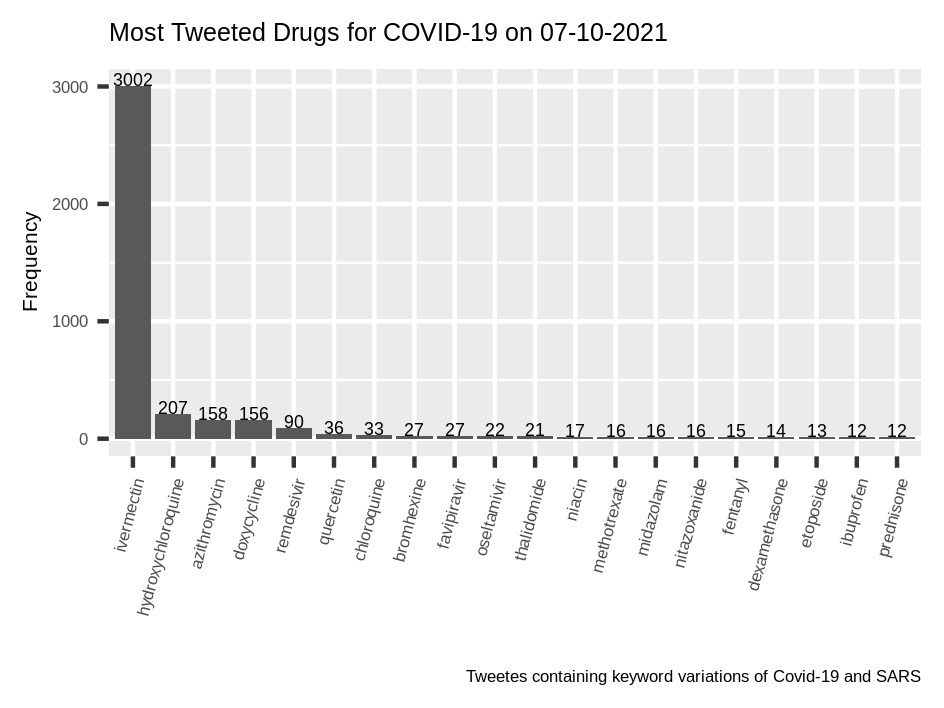 Most Tweeted Drugs for COVID-19 on 07-10-2021
Frequency
3000
2000
1000
0
3002
207
158
156
90
36
33
27
27
22
21
17
16
16
16
15
14
13
12
12
ivermectin
hydroxychloroquine
azithromycin
doxycycline
remdesivir
quercetin
chloroquine
bromhexine
favipiravir
oseltamivir
thalidomide
niacin
methotrexate
midazolam
nitazoxanide
fentanyl
dexamethasone
etoposide
ibuprofen
prednisone
Tweetes containing keyword variations of Covid-19 and SARS